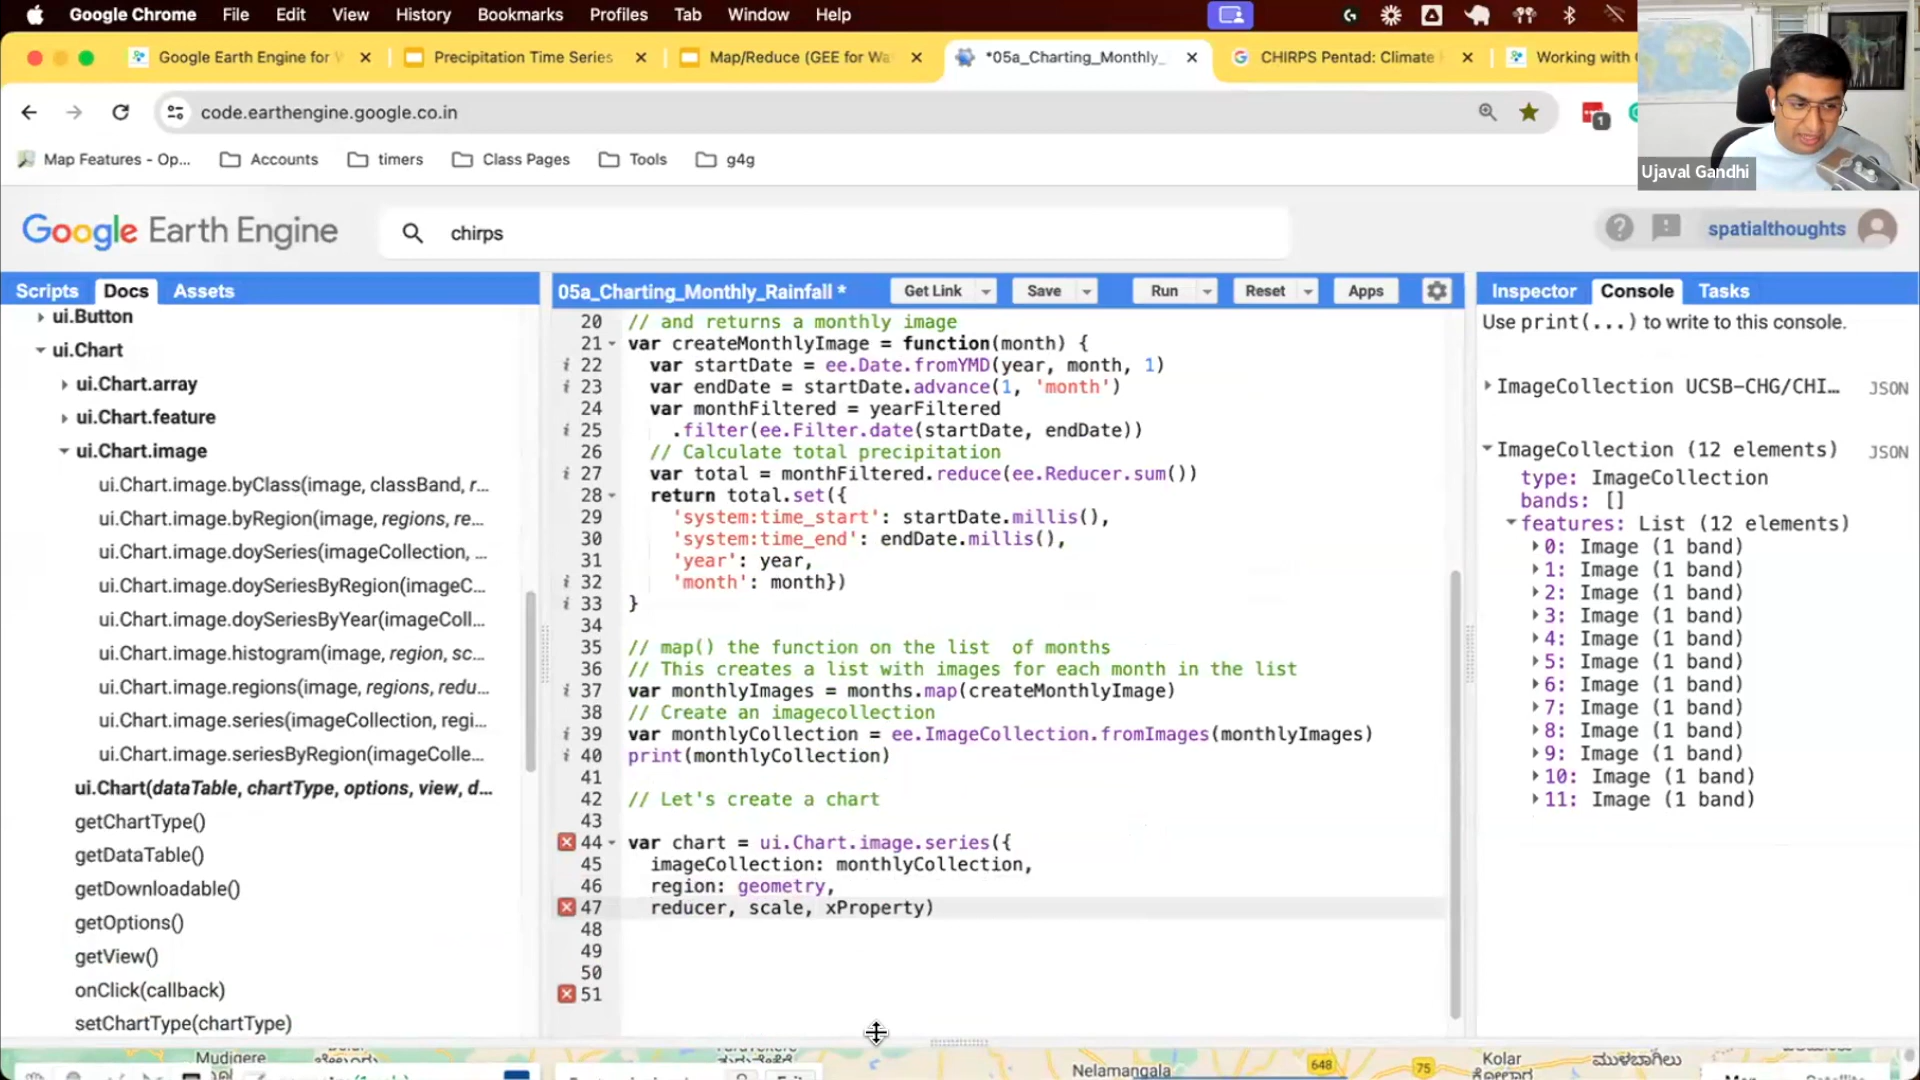 Google Chrome File Edit View History Bookmarks Profiles Tab Window Help
Google Earth Engine for W
Precipitation Time Series
Map/Reduce (GEE for Wa
*05a_Charting_Monthly_
CHIRPS Pentad: Climate
Working with
code.earthengine.google.co.in
1
Map Features - Op... Accounts timers Class Pages Tools g4g
Ujaval Gandhi
Google Earth Engine
chirps
spatialthoughts
Scripts Docs Assets
ui.Button
ui.Chart
ui.Chart.array
ui.Chart.feature
ui.Chart.image
ui.Chart.image.byClass(image, classBand, r...
ui.Chart.image.byRegion(image, regions, re...
ui.Chart.image.doySeries(imageCollection, ...
ui.Chart.image.doySeriesByRegion(imageC...
ui.Chart.image.doySeriesByYear(imageColl...
ui.Chart.image.histogram(image, region, sc...
ui.Chart.image.regions(image, regions, redu...
ui.Chart.image.series(imageCollection, regi...
ui.Chart.image.seriesByRegion(imageColle...
ui.Chart(dataTable, chartType, options, view, d...
getChartType()
getDataTable()
getDownloadable()
getOptions()
getView()
onClick(callback)
setChartType(chartType)
05a_Charting_Monthly_Rainfall * Get Link Save Run Reset Apps
20 // and returns a monthly image
21 var createMonthlyImage = function(month) {
22 var startDate = ee.Date.fromYMD(year, month, 1)
23 var endDate = startDate.advance(1, 'month')
24 var monthFiltered = yearFiltered
25 .filter(ee.Filter.date(startDate, endDate))
26 // Calculate total precipitation
27 var total = monthFiltered.reduce(ee.Reducer.sum())
28 return total.set({
29 'system:time_start': startDate.millis(),
30 'system:time_end': endDate.millis(),
31 'year': year,
32 'month': month})
33 }
34
35 // map() the function on the list  of months
36 // This creates a list with images for each month in the list
37 var monthlyImages = months.map(createMonthlyImage)
38 // Create an imagecollection
39 var monthlyCollection = ee.ImageCollection.fromImages(monthlyImages)
40 print(monthlyCollection)
41
42 // Let's create a chart
43
44 var chart = ui.Chart.image.series({
45 imageCollection: monthlyCollection,
46 region: geometry,
47 reducer, scale, xProperty)
48
49
50
51
Inspector Console Tasks
Use print(...) to write to this console.
ImageCollection UCSB-CHG/CHI... JSON
ImageCollection (12 elements) JSON
type: ImageCollection
bands: []
features: List (12 elements)
0: Image (1 band)
1: Image (1 band)
2: Image (1 band)
3: Image (1 band)
4: Image (1 band)
5: Image (1 band)
6: Image (1 band)
7: Image (1 band)
8: Image (1 band)
9: Image (1 band)
10: Image (1 band)
11: Image (1 band)
Mudigere
Nelamangala
648
75
Kolar
ಮುಳಬಾಗಿಲು